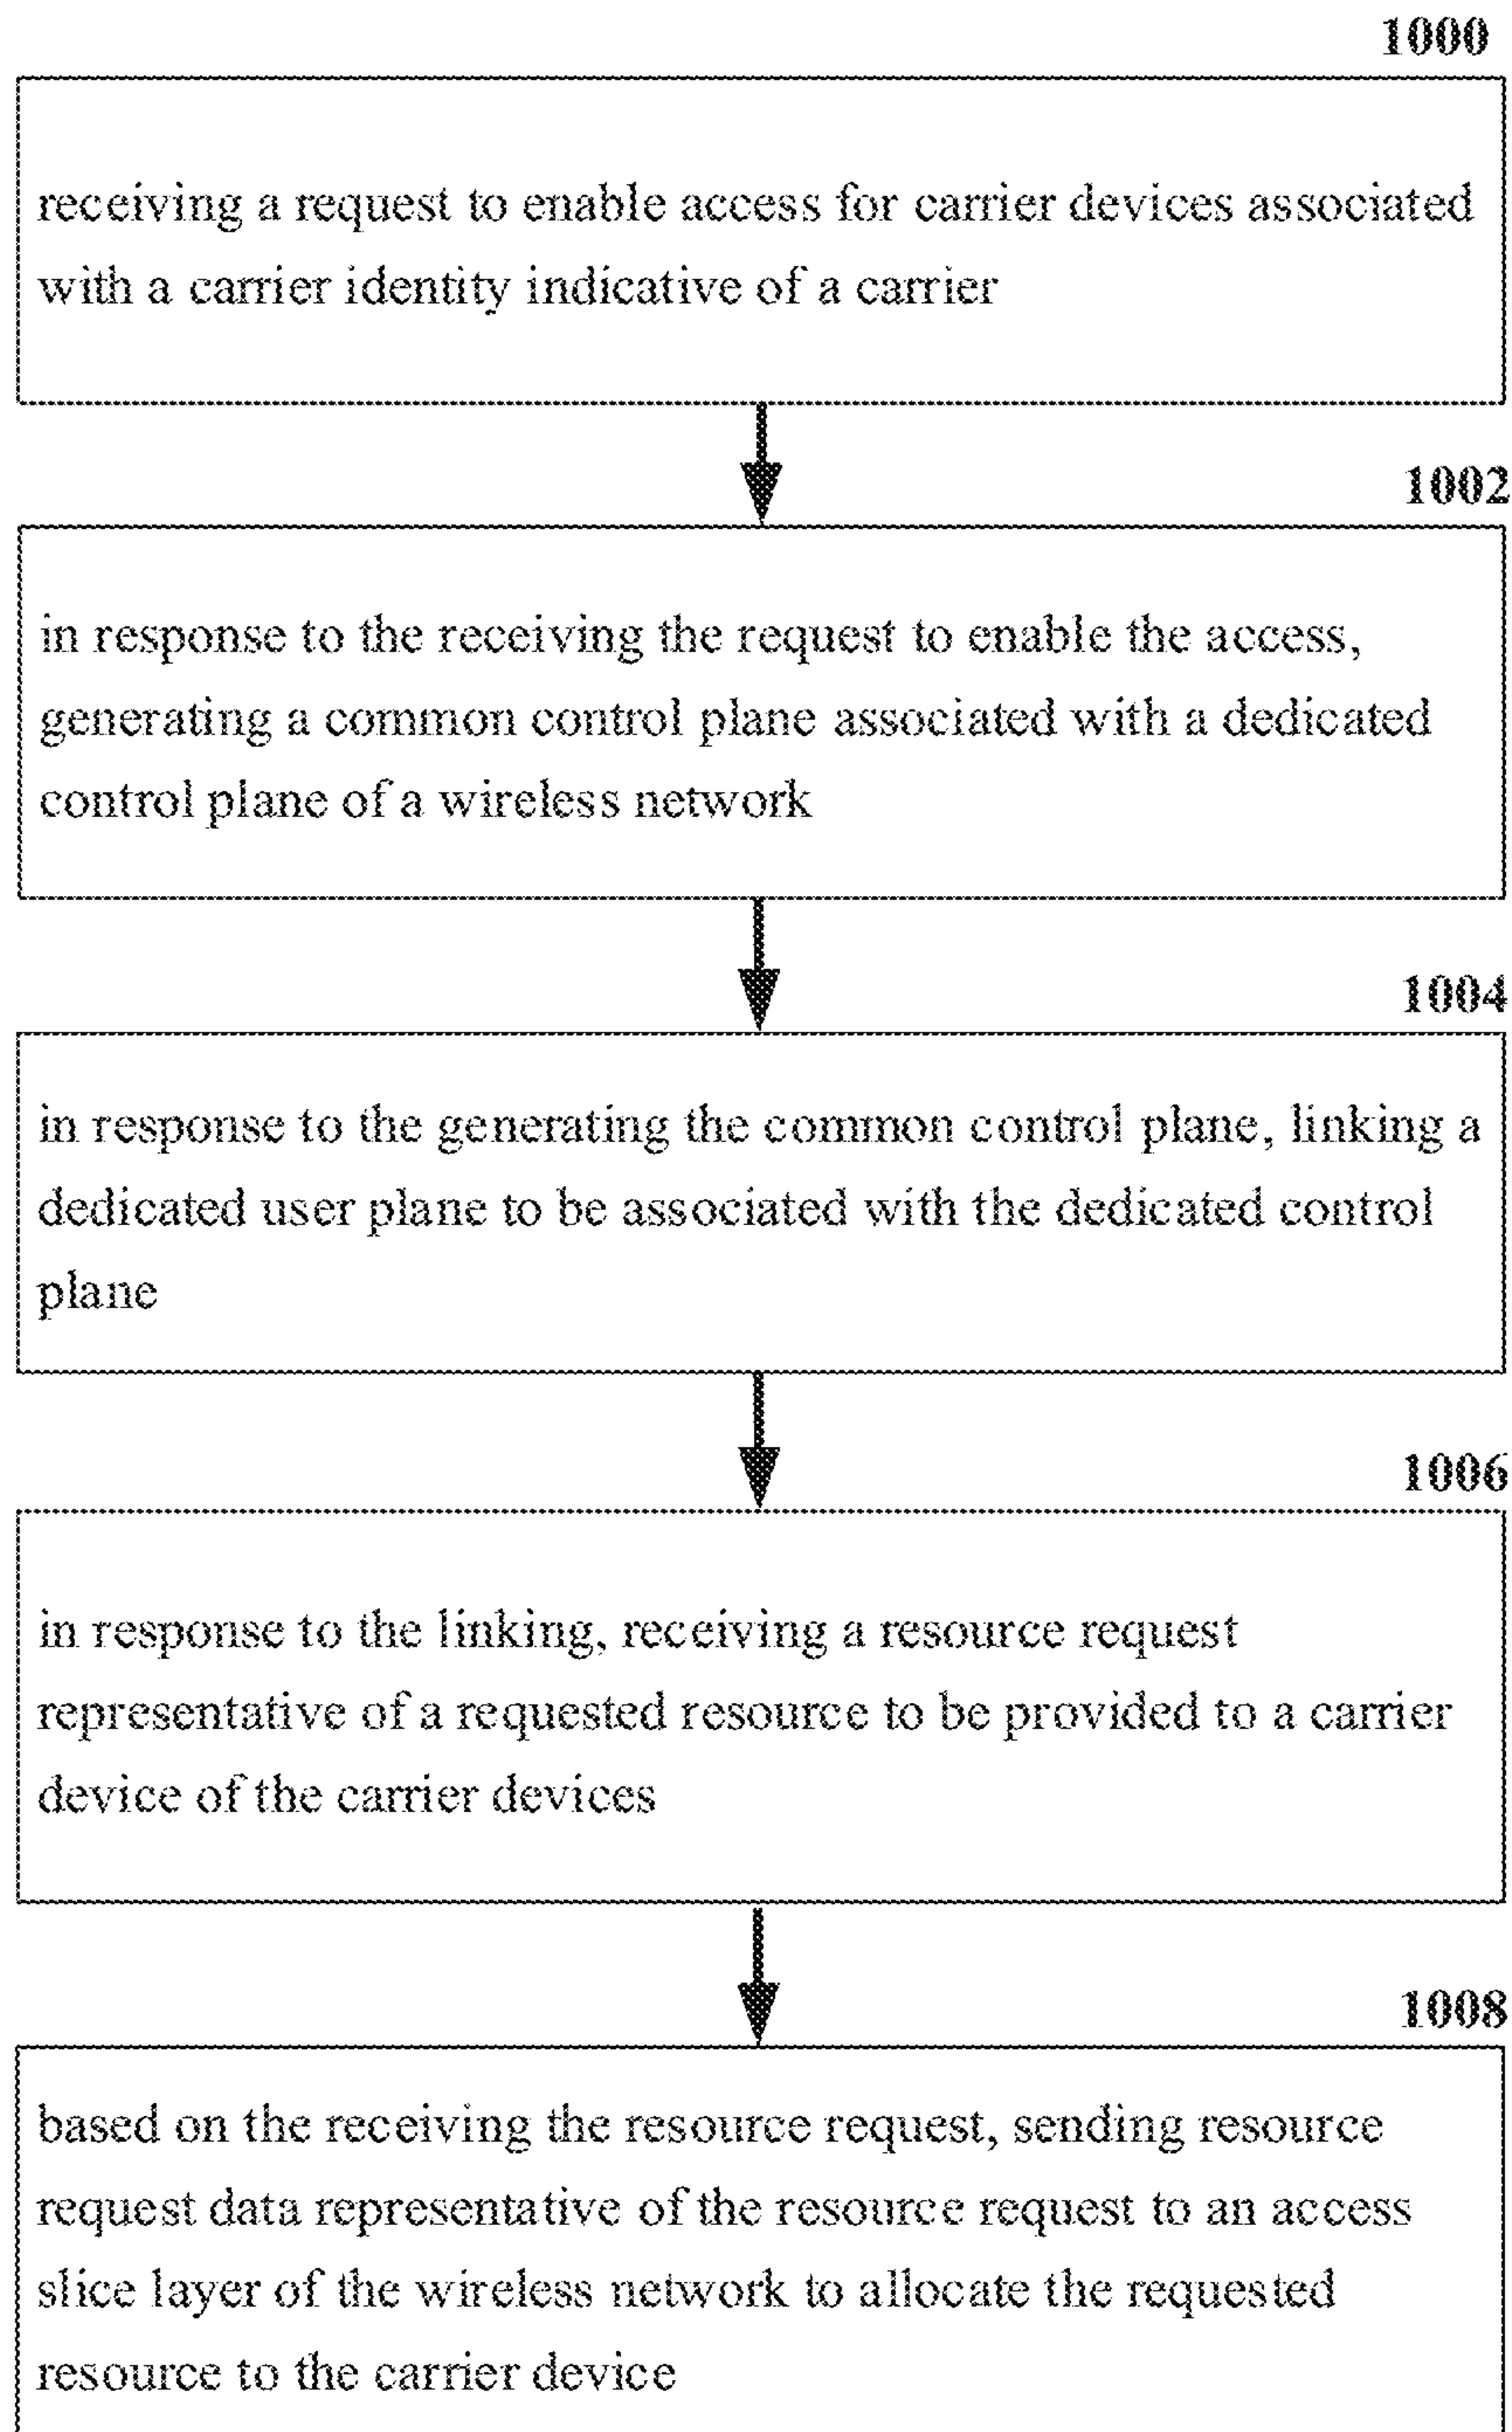 1000
receiving a request to enable access for carrier devices associated
with a carrier identity indicative of a carrier
1002
in response to the receiving the request to enable the access,
generating a common control plane associated with a dedicated
control plane of a wireless network
1004
in response to the generating the common control plane, linking a
dedicated user plane to be associated with the dedicated control
plane
1006
in response to the linking, receiving a resource request
representative of a requested resource to be provided to a carrier
device of the carrier devices
1008
based on the receiving the resource request, sending resource
request data representative of the resource request to an access
slice layer of the wireless network to allocate the requested
resource to the carrier device